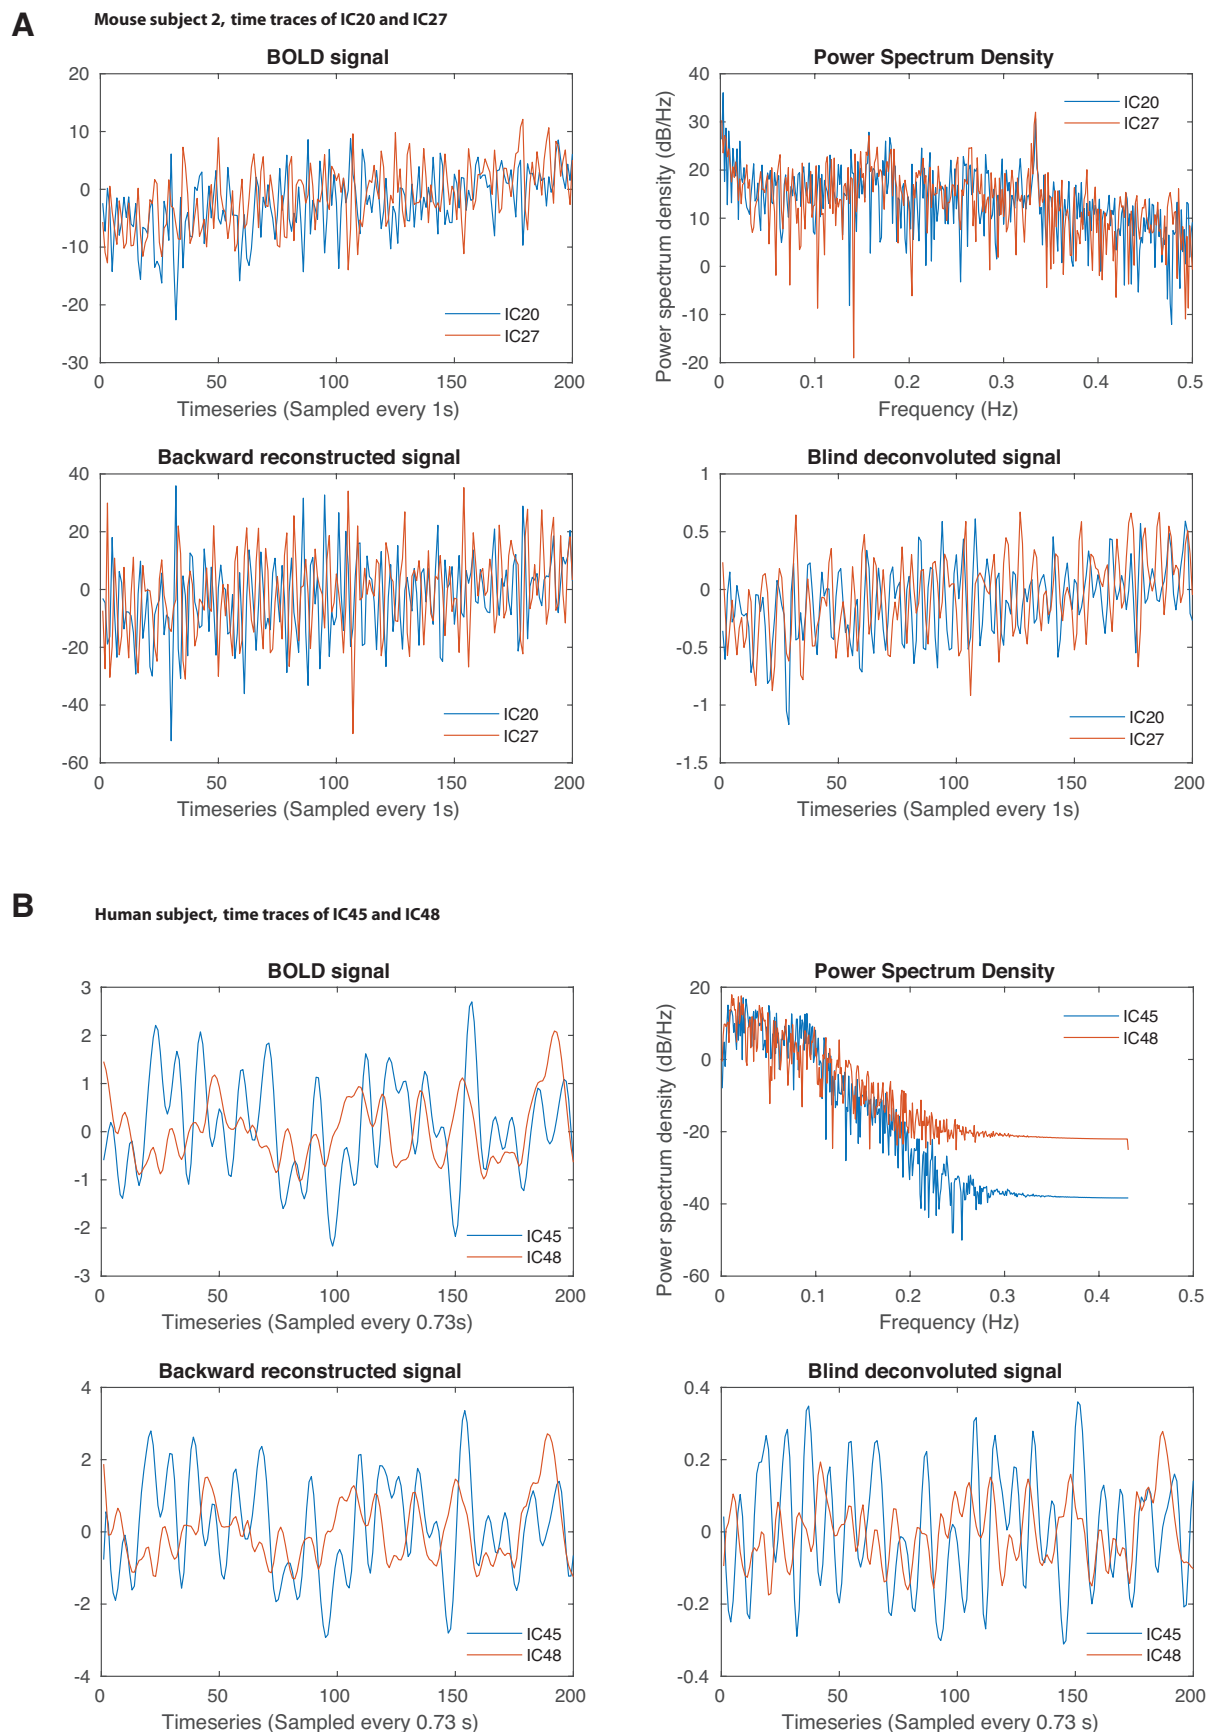 A
Mouse subject 2, time traces of IC20 and IC27
BOLD signal
20
10
0
-10
-20
-30
0
50
100
150
200
IC20
IC27
Timeseries (Sampled every 1s)
Power Spectrum Density
Power spectrum density (dB/Hz)
40
30
20
10
0
-10
-20
0
0.1
0.2
0.3
0.4
0.5
IC20
IC27
Frequency (Hz)
Backward reconstructed signal
40
20
0
-20
-40
-60
0
50
100
150
200
IC20
IC27
Timeseries (Sampled every 1s)
Blind deconvoluted signal
1
0.5
0
-0.5
-1
-1.5
0
50
100
150
200
IC20
IC27
Timeseries (Sampled every 1s)
B
Human subject, time traces of IC45 and IC48
BOLD signal
3
2
1
0
-1
-2
-3
0
50
100
150
200
IC45
IC48
Timeseries (Sampled every 0.73s)
Power Spectrum Density
Power spectrum density (dB/Hz)
20
0
-20
-40
-60
0
0.1
0.2
0.3
0.4
0.5
IC45
IC48
Frequency (Hz)
Backward reconstructed signal
4
2
0
-2
-4
0
50
100
150
200
IC45
IC48
Timeseries (Sampled every 0.73 s)
Blind deconvoluted signal
0.4
0.2
0
-0.2
-0.4
0
50
100
150
200
IC45
IC48
Timeseries (Sampled every 0.73 s)